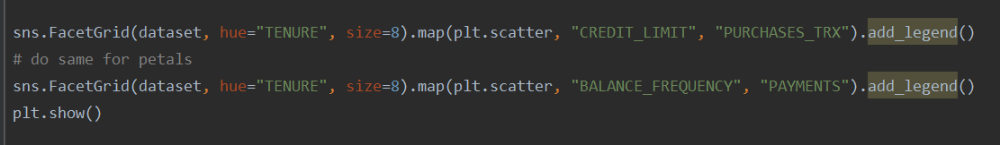 sns.FacetGrid(dataset, hue="TENURE", size=8).map(plt.scatter, "CREDIT_LIMIT", "PURCHASES_TRX").add_legend()
# do same for petals
sns.FacetGrid(dataset, hue="TENURE", size=8).map(plt.scatter, "BALANCE_FREQUENCY", "PAYMENTS").add_legend()
plt.show()